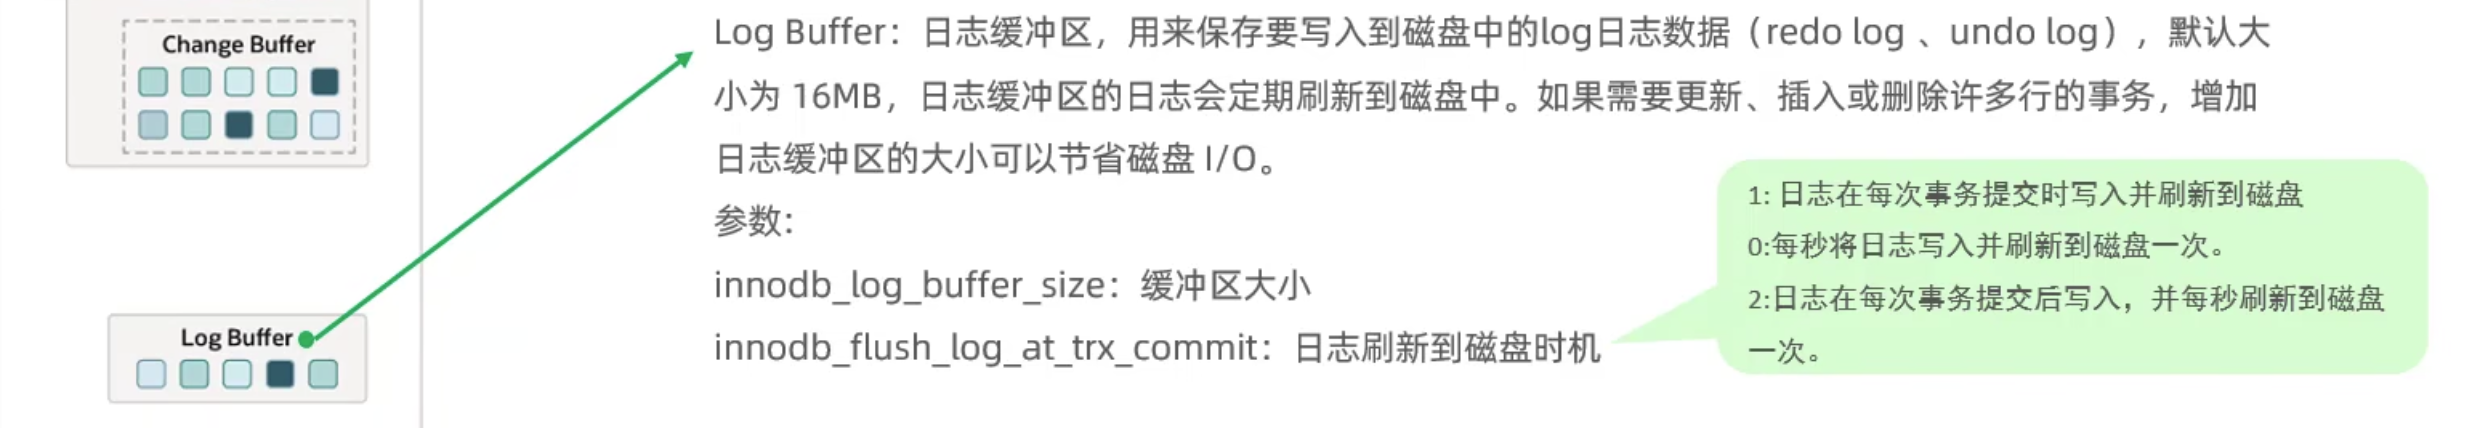 Change Buffer
Log Buffer
Log Buffer：日志缓冲区，用来保存要写入到磁盘中的log日志数据（redo log 、undo log），默认大
小为 16MB，日志缓冲区的日志会定期刷新到磁盘中。如果需要更新、插入或删除许多行的事务，增加
日志缓冲区的大小可以节省磁盘 I/O。
参数:
innodb_log_buffer_size：缓冲区大小
innodb_flush_log_at_trx_commit：日志刷新到磁盘时机
1: 日志在每次事务提交时写入并刷新到磁盘
0:每秒将日志写入并刷新到磁盘一次。
2:日志在每次事务提交后写入，并每秒刷新到磁盘
一次。